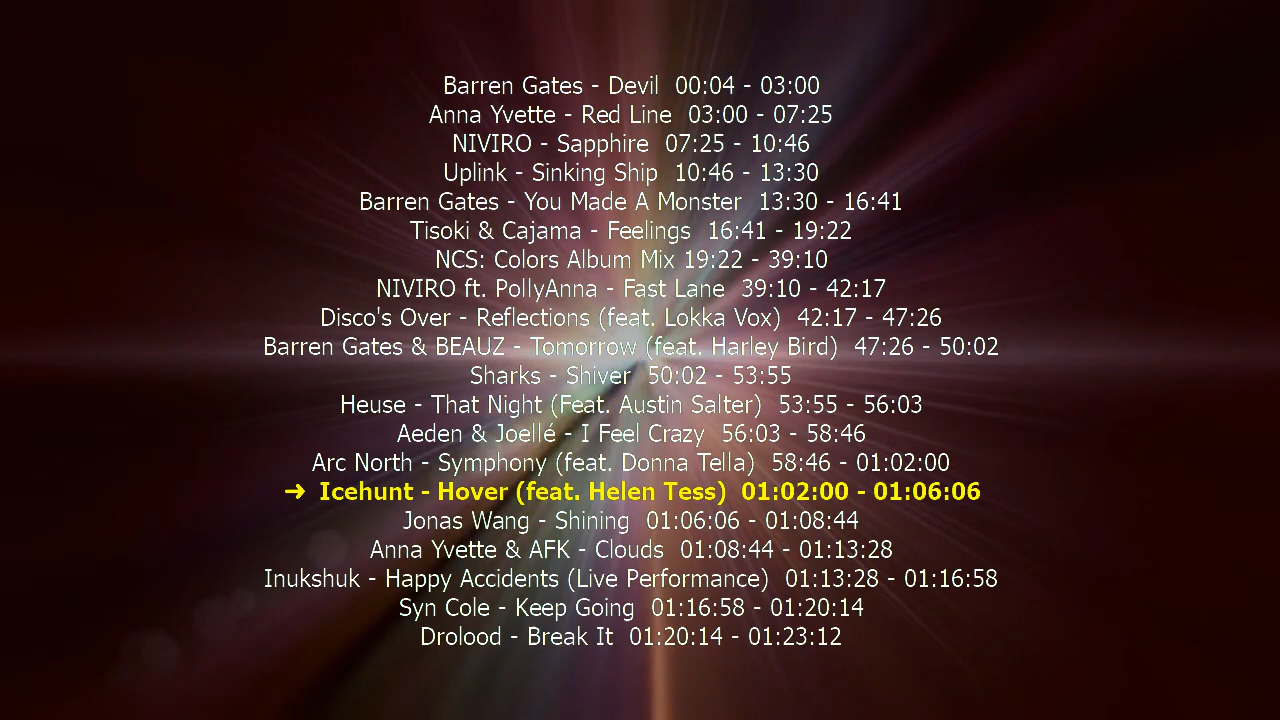 Barren Gates - Devil  00:04 - 03:00
Anna Yvette - Red Line  03:00 - 07:25
NIVIRO - Sapphire  07:25 - 10:46
Uplink - Sinking Ship  10:46 - 13:30
Barren Gates - You Made A Monster  13:30 - 16:41
Tisoki & Cajama - Feelings  16:41 - 19:22
NCS: Colors Album Mix 19:22 - 39:10
NIVIRO ft. PollyAnna - Fast Lane  39:10 - 42:17
Disco's Over - Reflections (feat. Lokka Vox)  42:17 - 47:26
Barren Gates & BEAUZ - Tomorrow (feat. Harley Bird)  47:26 - 50:02
Sharks - Shiver  50:02 - 53:55
Heuse - That Night (Feat. Austin Salter)  53:55 - 56:03
Aeden & Joellé - I Feel Crazy  56:03 - 58:46
Arc North - Symphony (feat. Donna Tella)  58:46 - 01:02:00
➜ Icehunt - Hover (feat. Helen Tess)  01:02:00 - 01:06:06
Jonas Wang - Shining  01:06:06 - 01:08:44
Anna Yvette & AFK - Clouds  01:08:44 - 01:13:28
Inukshuk - Happy Accidents (Live Performance)  01:13:28 - 01:16:58
Syn Cole - Keep Going  01:16:58 - 01:20:14
Drolood - Break It  01:20:14 - 01:23:12